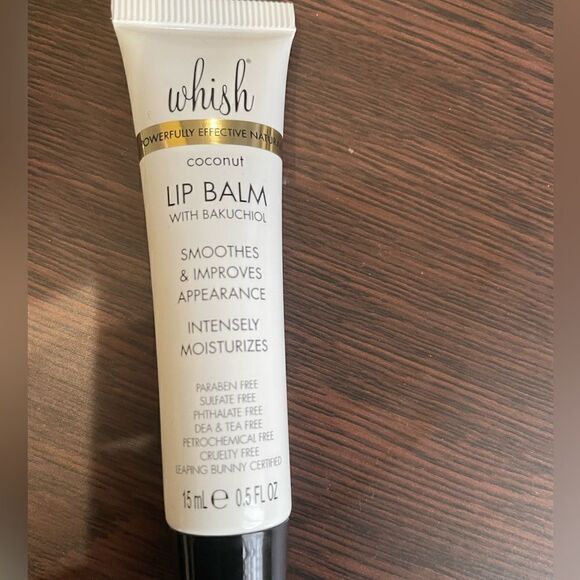 whish®
POWERFULLY EFFECTIVE
coconut
LIP BALM
WITH BAKUCHIOL
SMOOTHES
& IMPROVES
APPEARANCE
INTENSELY
MOISTURIZES
PARABEN FREE
SULFATE FREE
PHTHALATE FREE
DEA & TEA FREE
PETROCHEMICAL FREE
CRUELTY FREE
LEAPING BUNNY CERTIFIED
15 mL ℮ 0.5 FL OZ